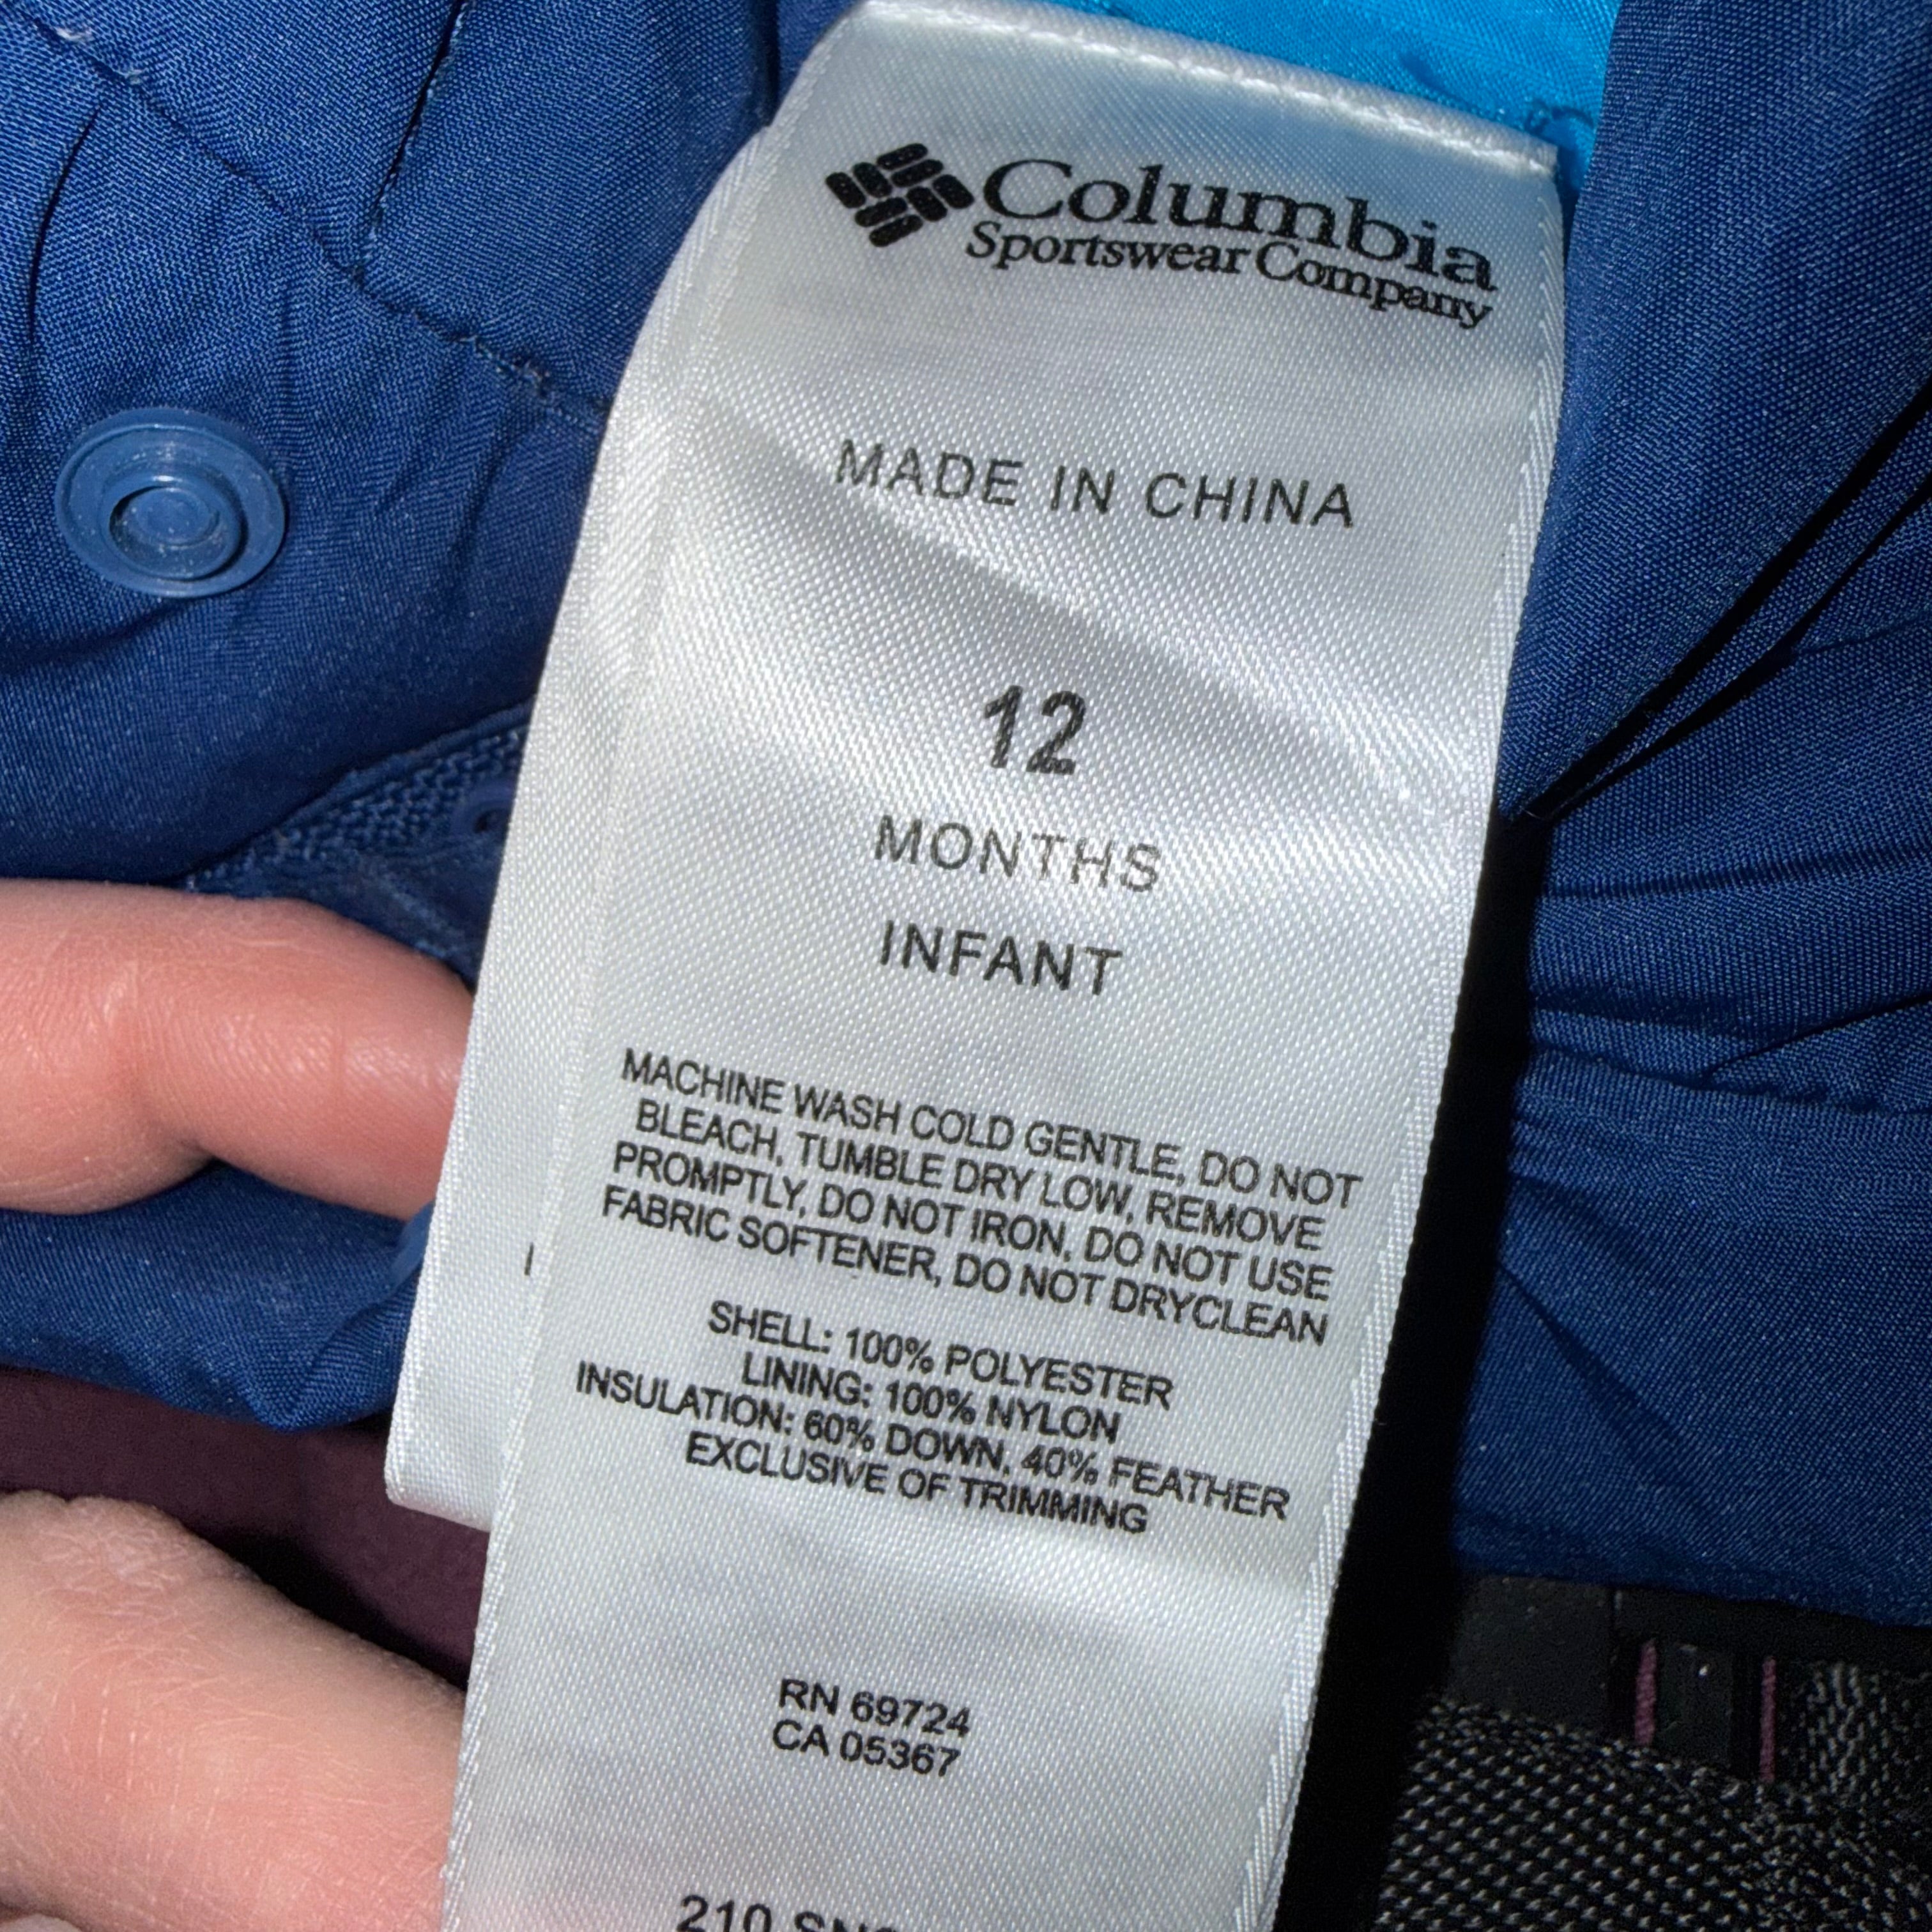 Columbia
Sportswear Company
MADE IN CHINA
12
MONTHS
INFANT
MACHINE WASH COLD GENTLE, DO NOT
BLEACH, TUMBLE DRY LOW, REMOVE
PROMPTLY, DO NOT IRON, DO NOT USE
FABRIC SOFTENER, DO NOT DRYCLEAN
SHELL: 100% POLYESTER
LINING: 100% NYLON
INSULATION: 60% DOWN, 40% FEATHER
EXCLUSIVE OF TRIMMING
RN 69724
CA 05367
210